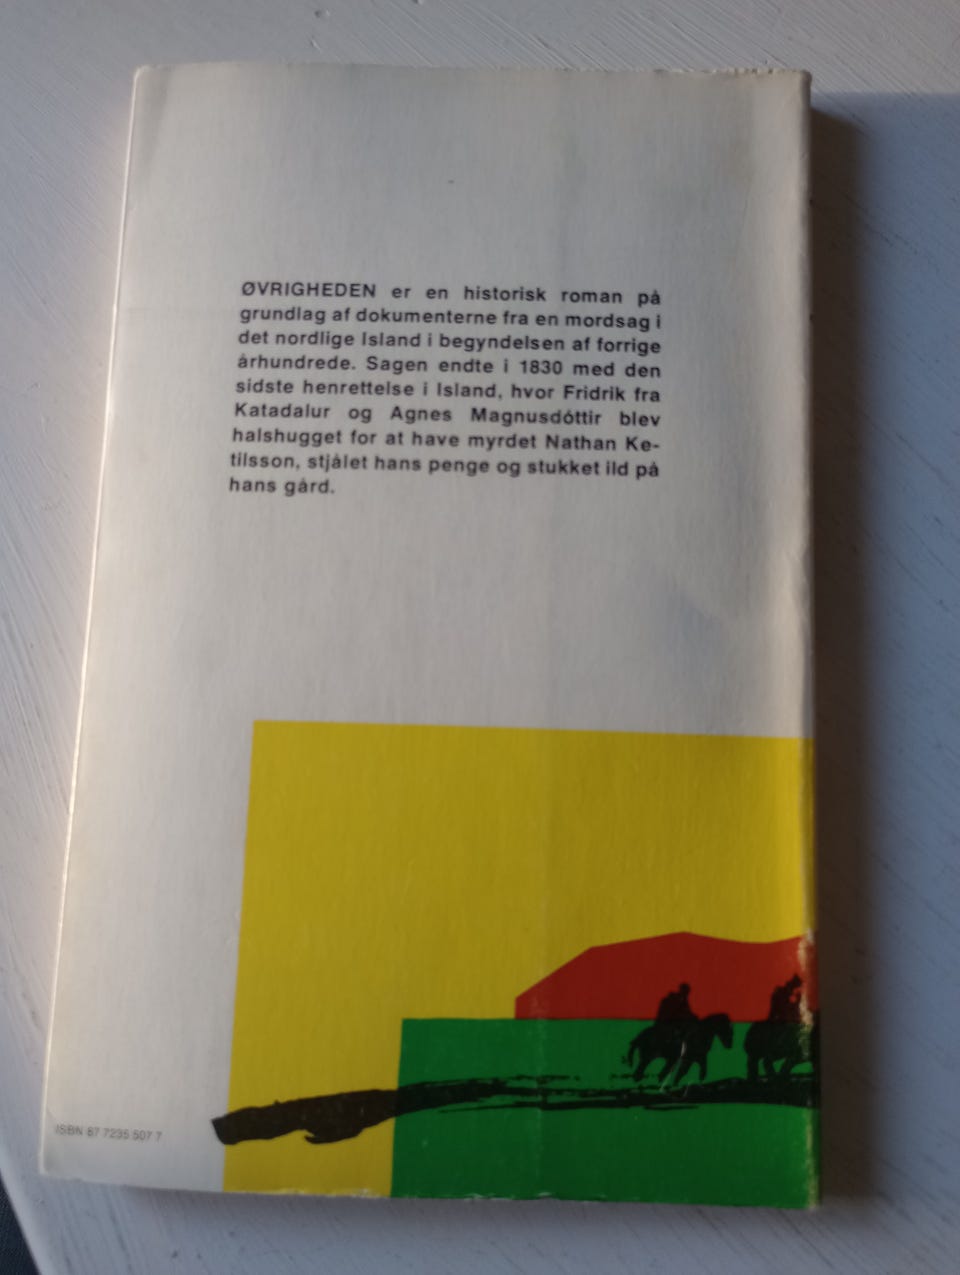 ØVRIGHEDEN er en historisk roman på
grundlag af dokumenterne fra en mordsag i
det nordlige Island i begyndelsen af forrige
århundrede. Sagen endte i 1830 med den
sidste henrettelse i Island, hvor Fridrik fra
Katadalur og Agnes Magnusdóttir blev
halshugget for at have myrdet Nathan Ke-
tilsson, stjålet hans penge og stukket ild på
hans gård.
ISBN 87 7235 507 7